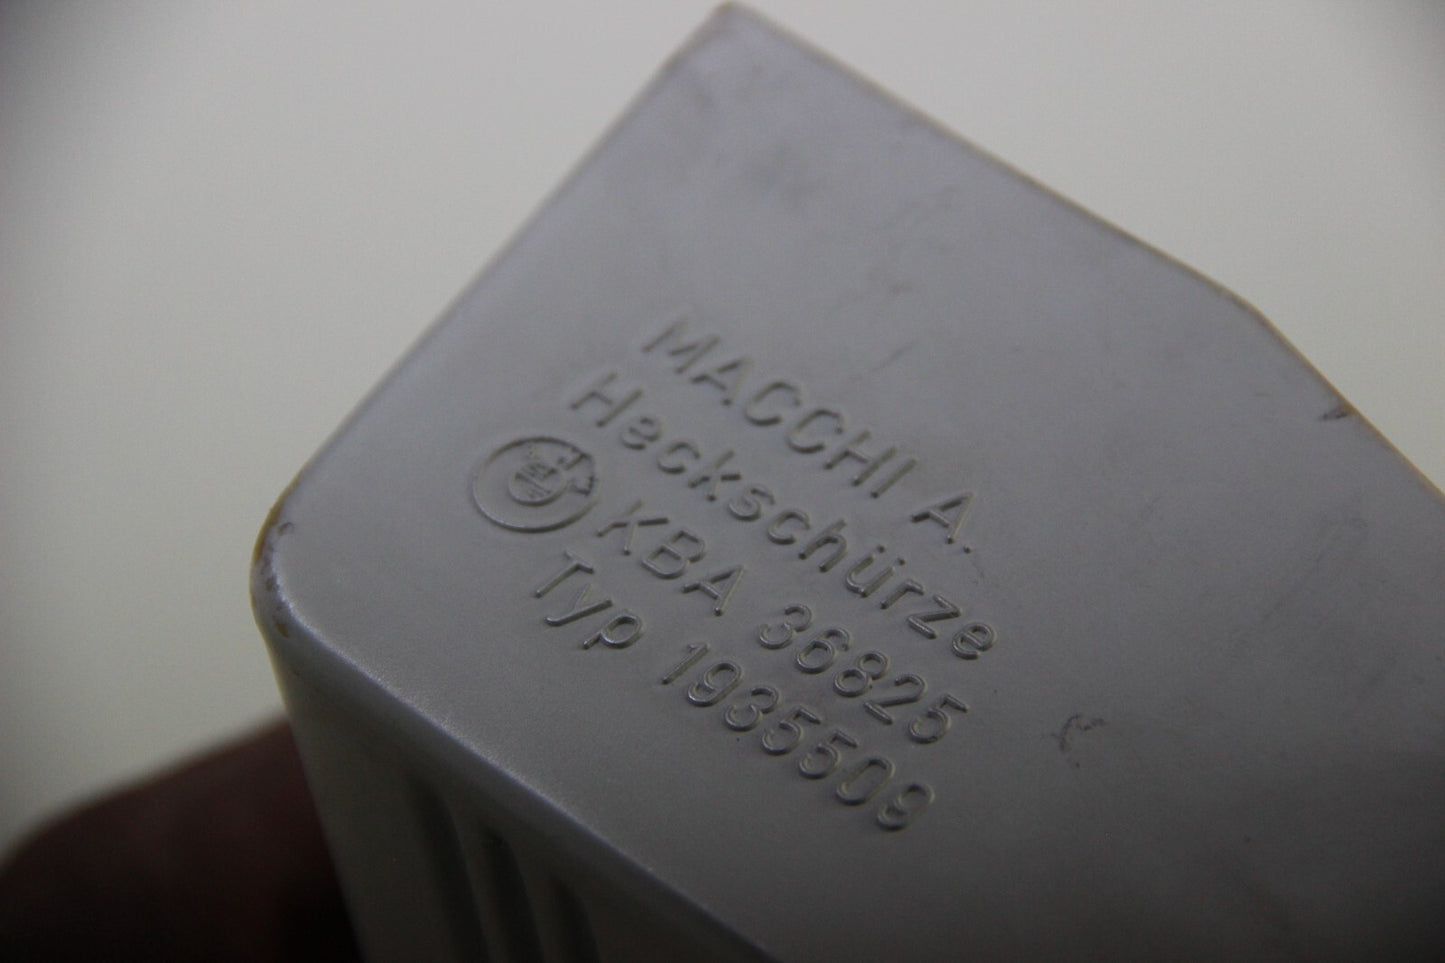 MACCHI A.
Heckschürze
KBA 36825
Typ 1935509